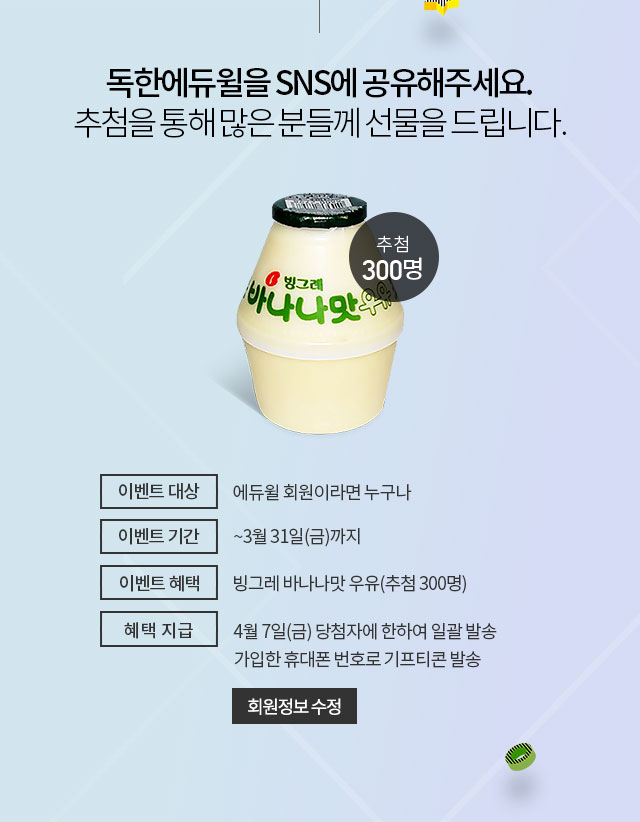 독한에듀윌을 SNS에 공유해주세요.
추첨을 통해 많은 분들께 선물을 드립니다.
추첨
300명
빙그레
바나나맛우유
이벤트 대상
에듀윌 회원이라면 누구나
이벤트 기간
~3월 31일(금)까지
이벤트 혜택
빙그레 바나나맛 우유(추첨 300명)
혜택 지급
4월 7일(금) 당첨자에 한하여 일괄 발송
가입한 휴대폰 번호로 기프티콘 발송
회원정보 수정